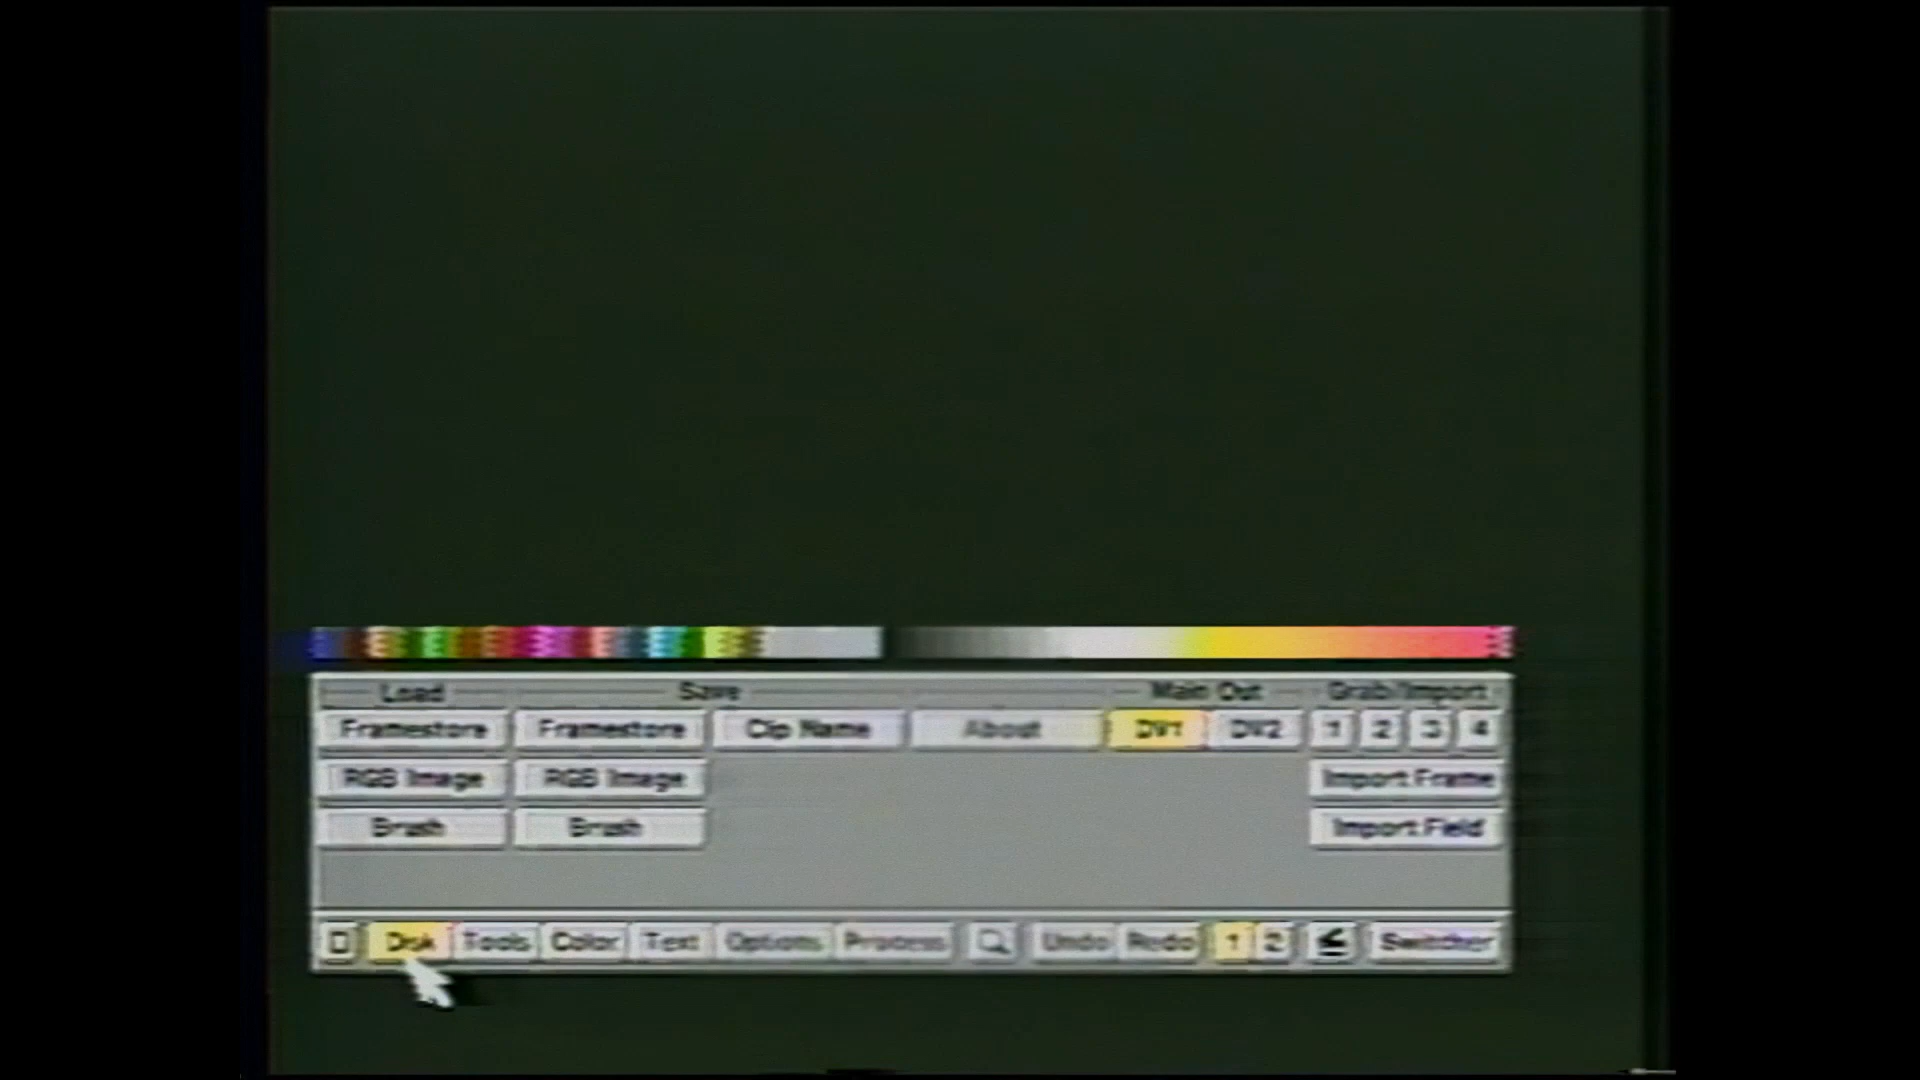 Load Save Main Out Grab/Import
Framestore Framestore Clip Name About DV1 DV2 1 2 3 4
RGB Image RGB Image Import Frame
Brush Brush Import Field
Disk Tools Color Text Options Process Undo Redo 1 2 Switcher